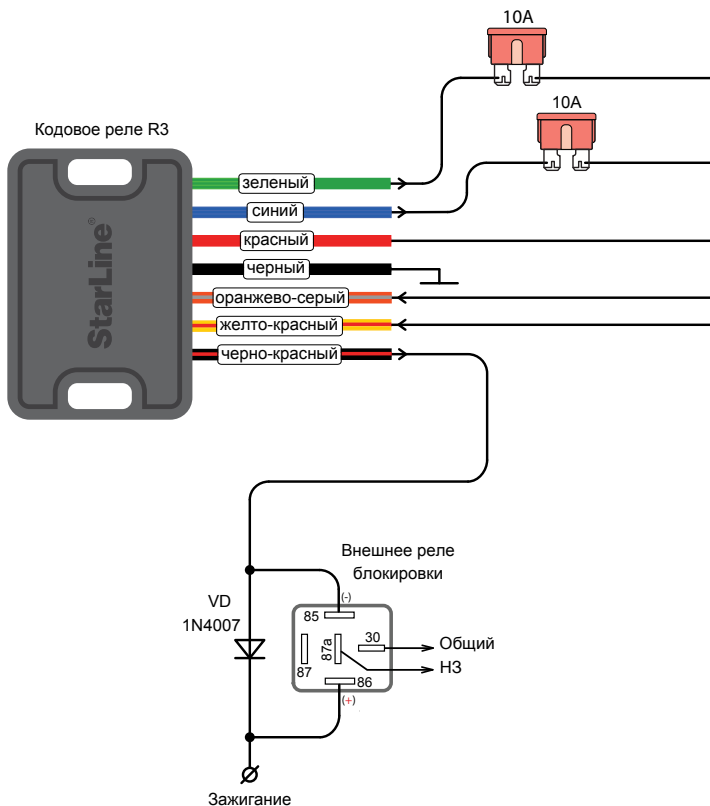 10A
10A
Кодовое реле R3
StarLine®
зеленый
синий
красный
черный
оранжево-серый
желто-красный
черно-красный
Внешнее реле
блокировки
VD
1N4007
(-)
85
30
87a
87
86
(+)
Общий
НЗ
Зажигание